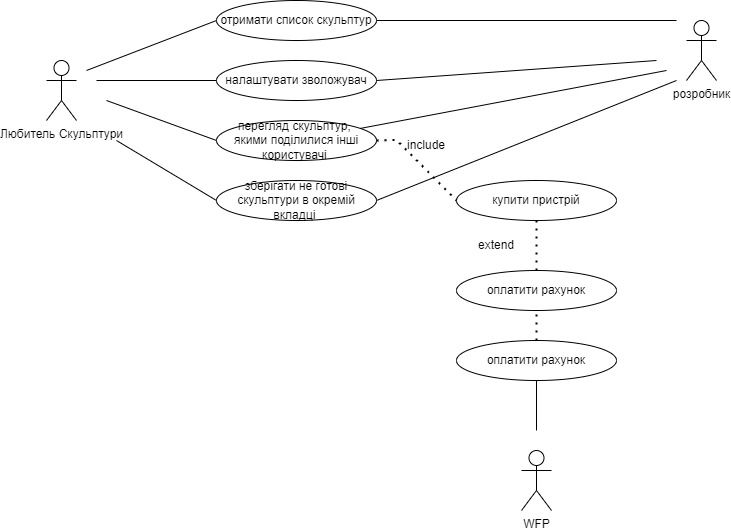 отримати список скульптур
налаштувати зволожувач
розробник
Любитель Скульптури
перегляд скульптур,
якими поділилися інші
користувачі
include
зберігати не готові
скульптури в окремій
вкладці
купити пристрій
extend
оплатити рахунок
оплатити рахунок
WFP